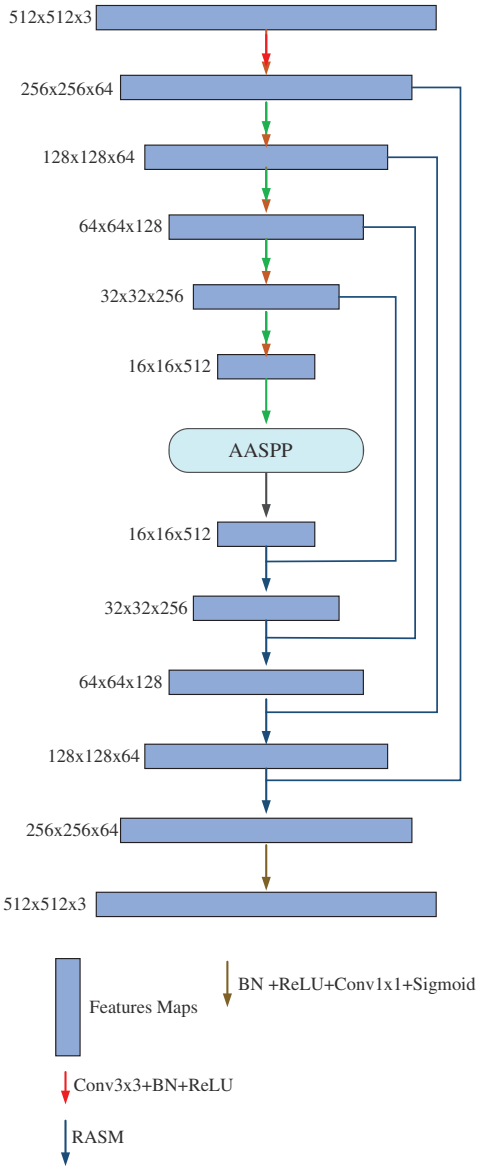 512x512x3
256x256x64
128x128x64
64x64x128
32x32x256
16x16x512
AASPP
16x16x512
32x32x256
64x64x128
128x128x64
256x256x64
512x512x3
BN +ReLU+Conv1x1+Sigmoid
Features Maps
Conv3x3+BN+ReLU
RASM